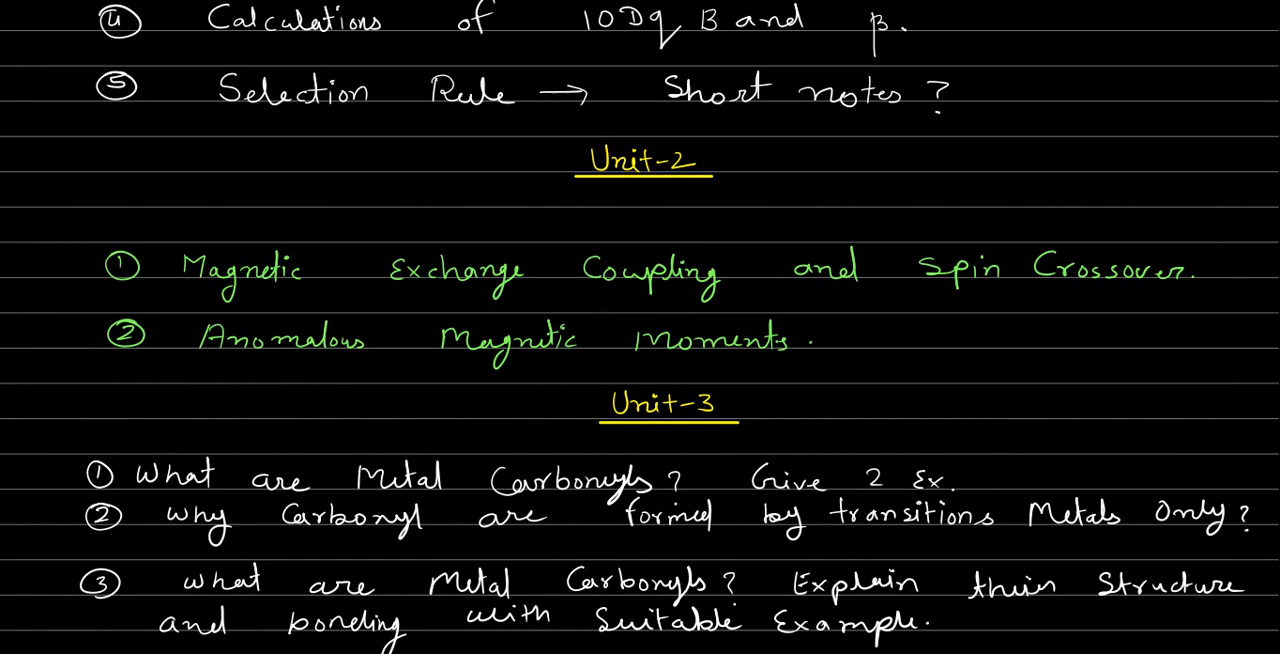 ④ Calculations of 10Dq B and β.
⑤ Selection Rule → Short notes ?
Unit-2
① Magnetic Exchange Coupling and Spin Crossover.
② Anomalous Magnetic Moments.
Unit-3
① What are Metal Carbonyls? Give 2 Ex.
② Why Carbonyl are formed by transitions Metals Only?
③ What are Metal Carbonyls? Explain their Structure
and bonding with Suitable Example.